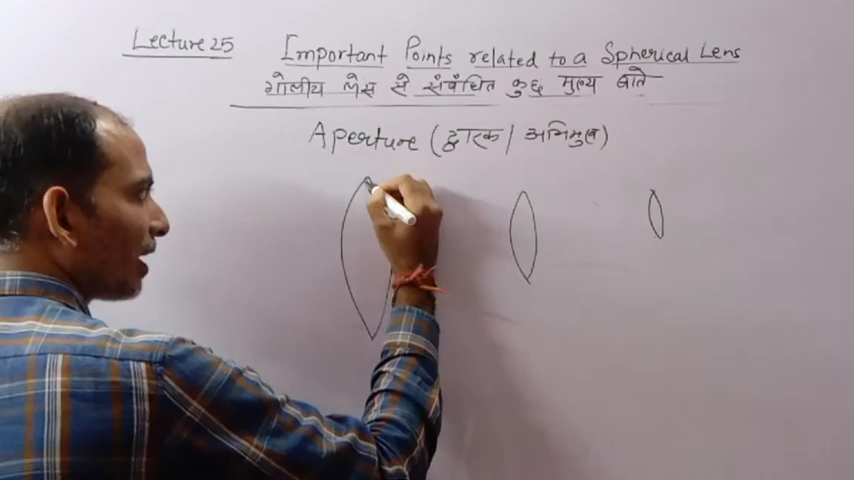 Lecture 25 Important Points related to a Spherical Lens
गोलीय लेंस से संबंधित कुछ मुख्य बातें
Aperture (द्वारक / अभिमुख)